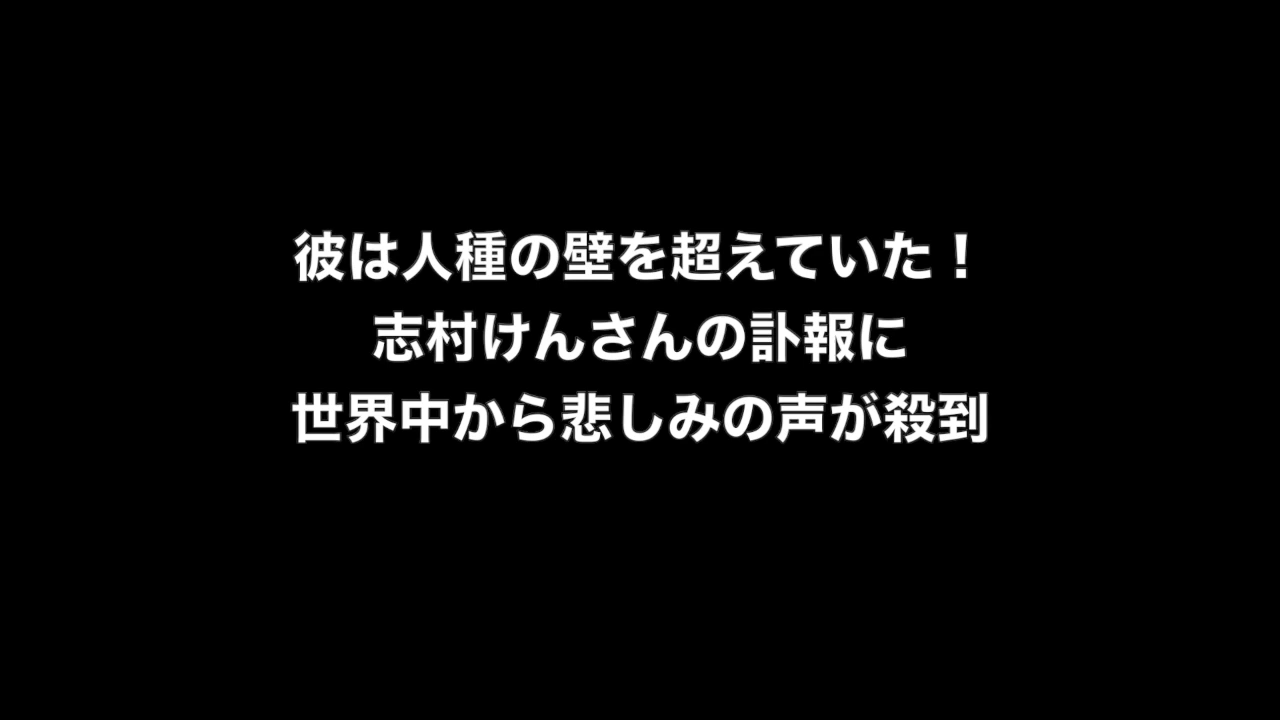 彼は人種の壁を超えていた！
志村けんさんの訃報に
世界中から悲しみの声が殺到